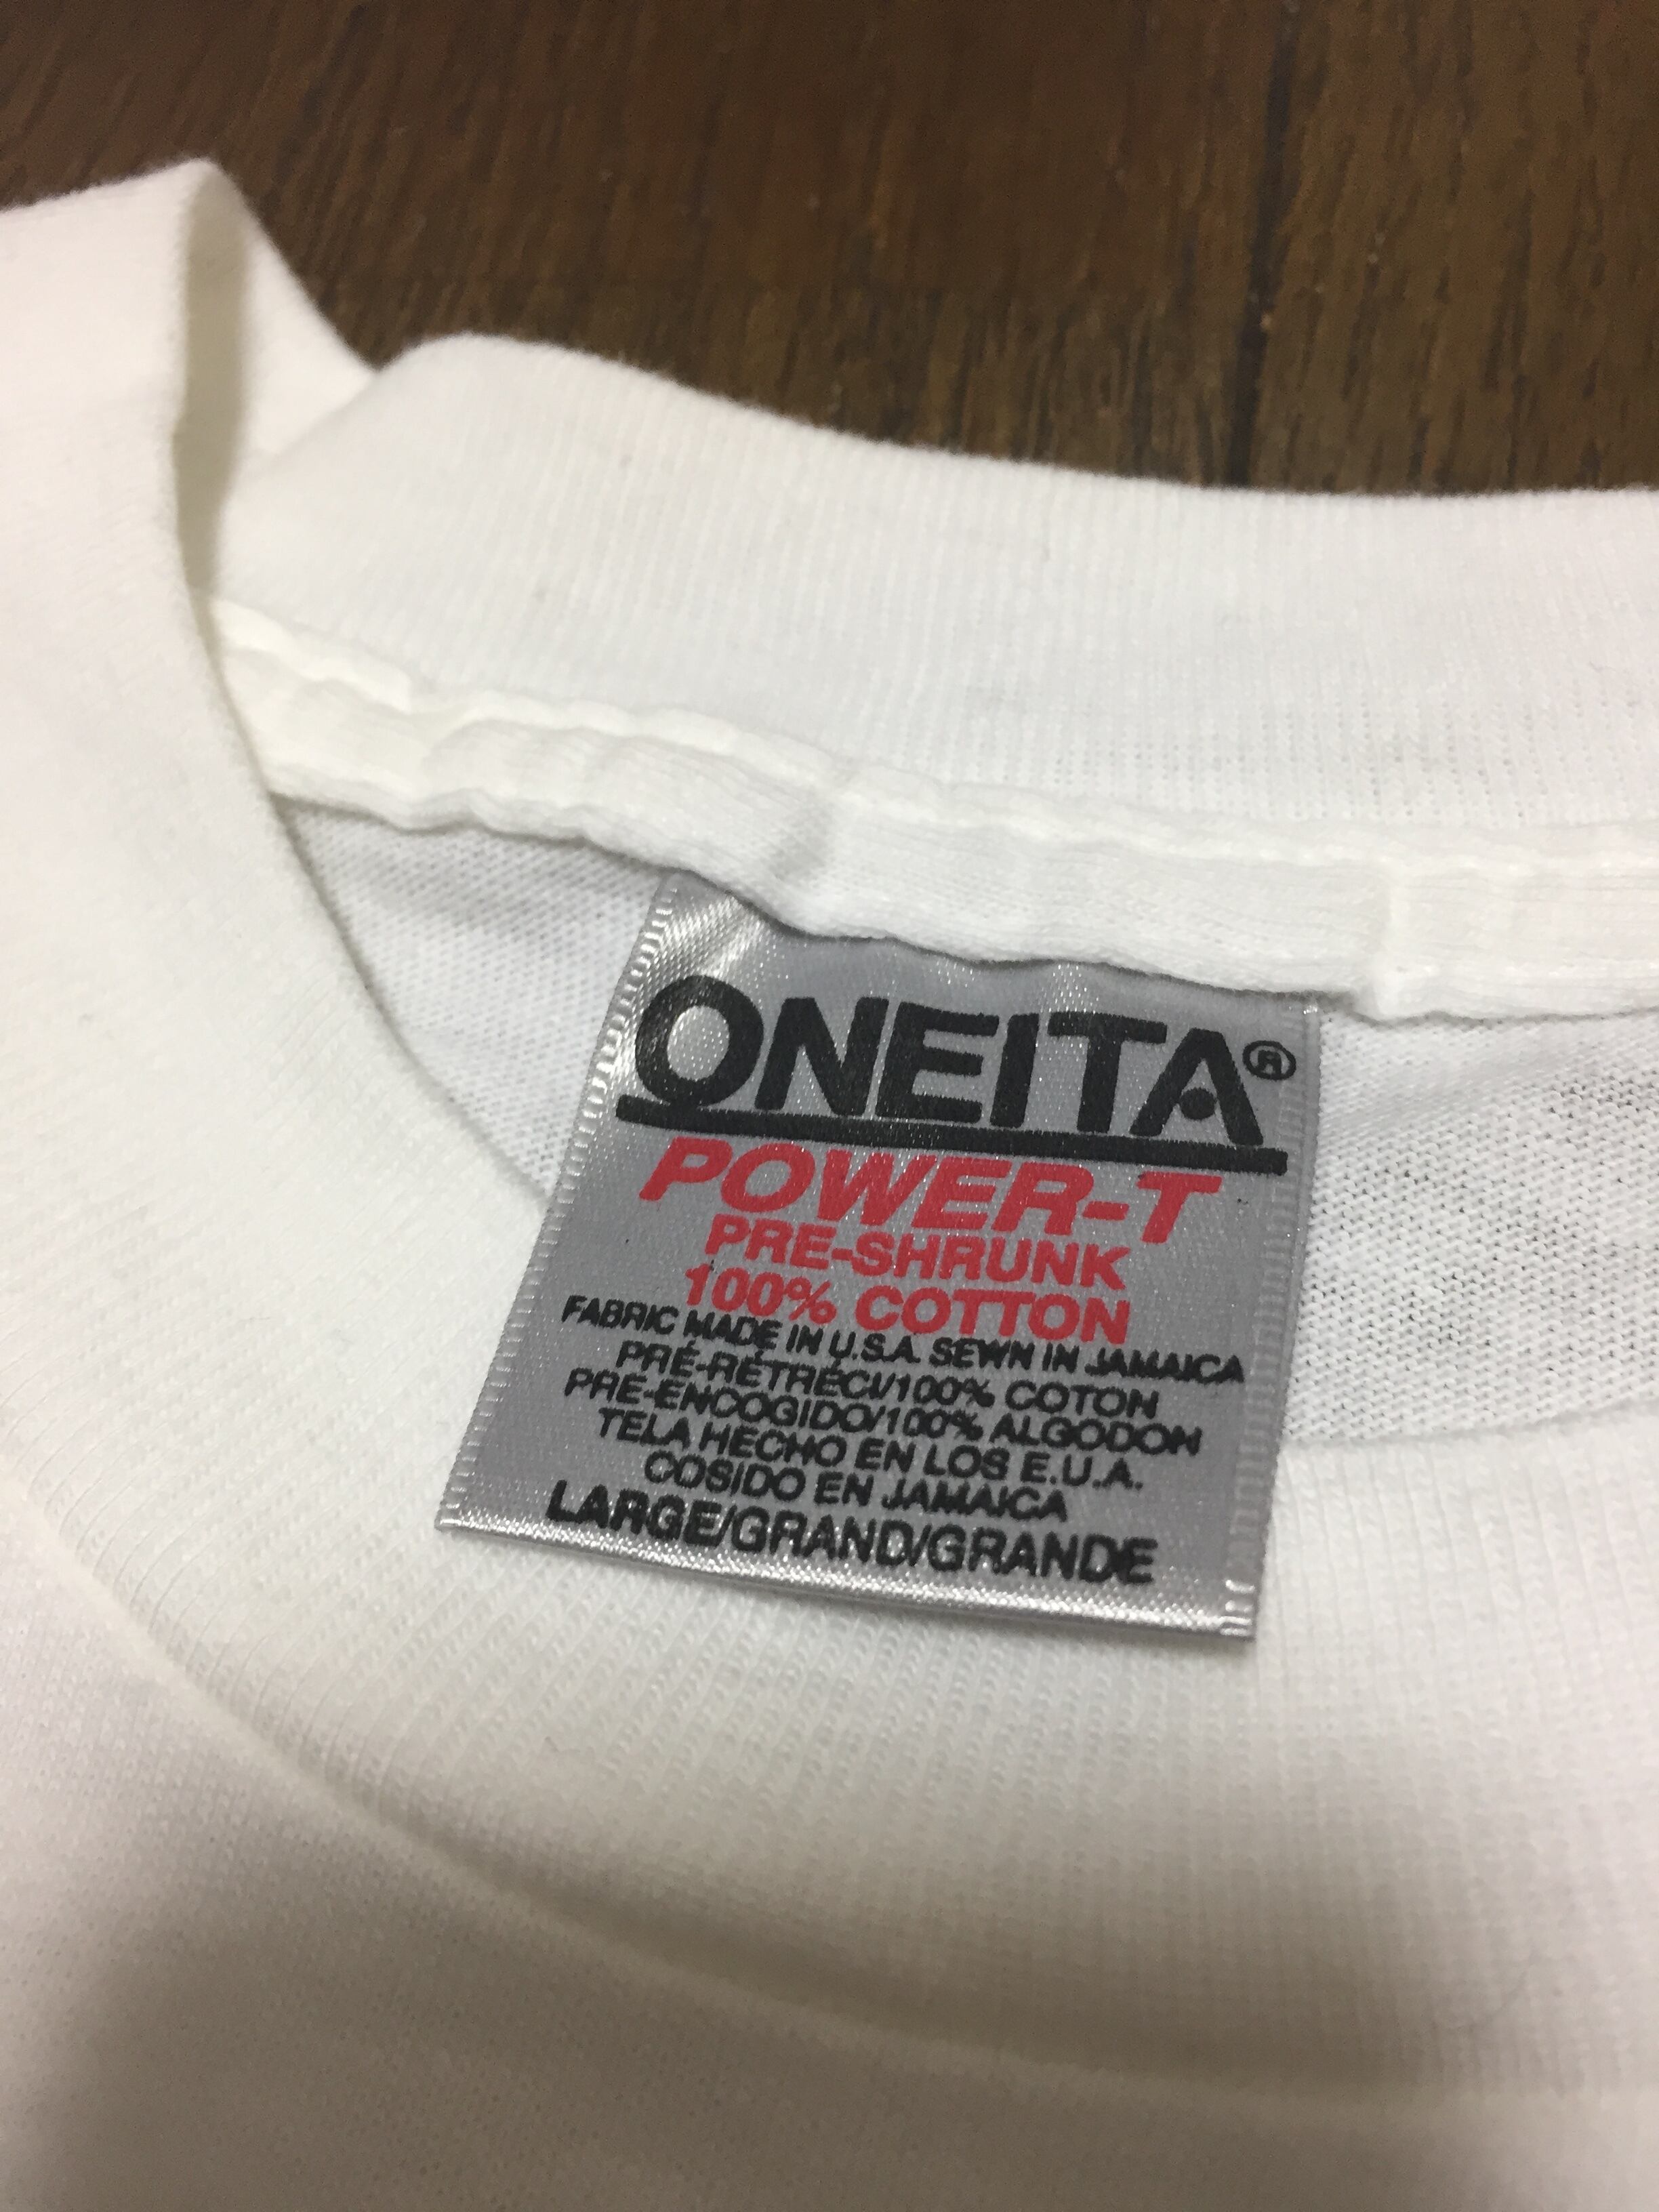 ONEITA®
POWER-T
PRE-SHRUNK
100% COTTON
FABRIC MADE IN U.S.A. SEWN IN JAMAICA
PRÉ-RÉTRÉCI/100% COTON
PRE-ENCOGIDO/100% ALGODON
TELA HECHO EN LOS E.U.A.
COSIDO EN JAMAICA
LARGE/GRAND/GRANDE